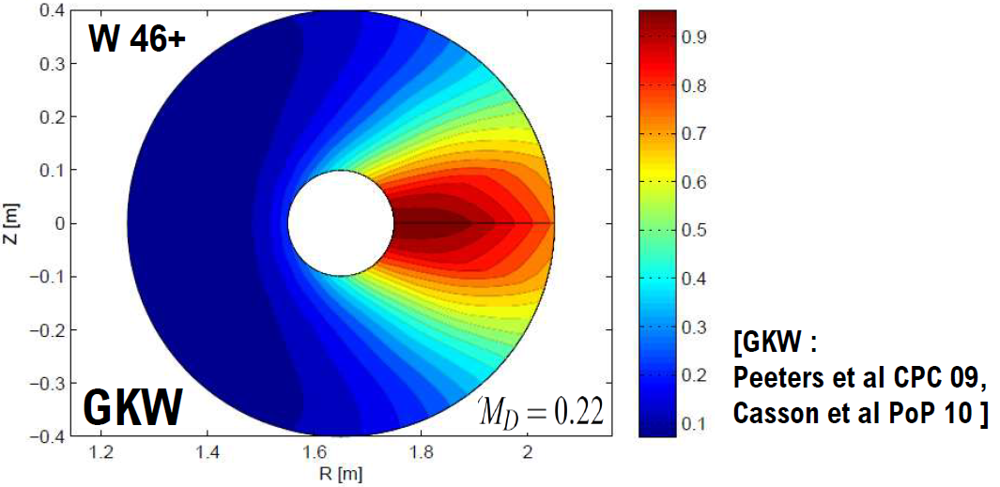 0.4
0.3
0.2
0.1
0
−0.1
−0.2
−0.3
−0.4
Z [m]
W 46+
GKW
M_D = 0.22
1.2
1.4
1.6
1.8
2
R [m]
0.9
0.8
0.7
0.6
0.5
0.4
0.3
0.2
0.1
[GKW :
Peeters et al CPC 09,
Casson et al PoP 10 ]